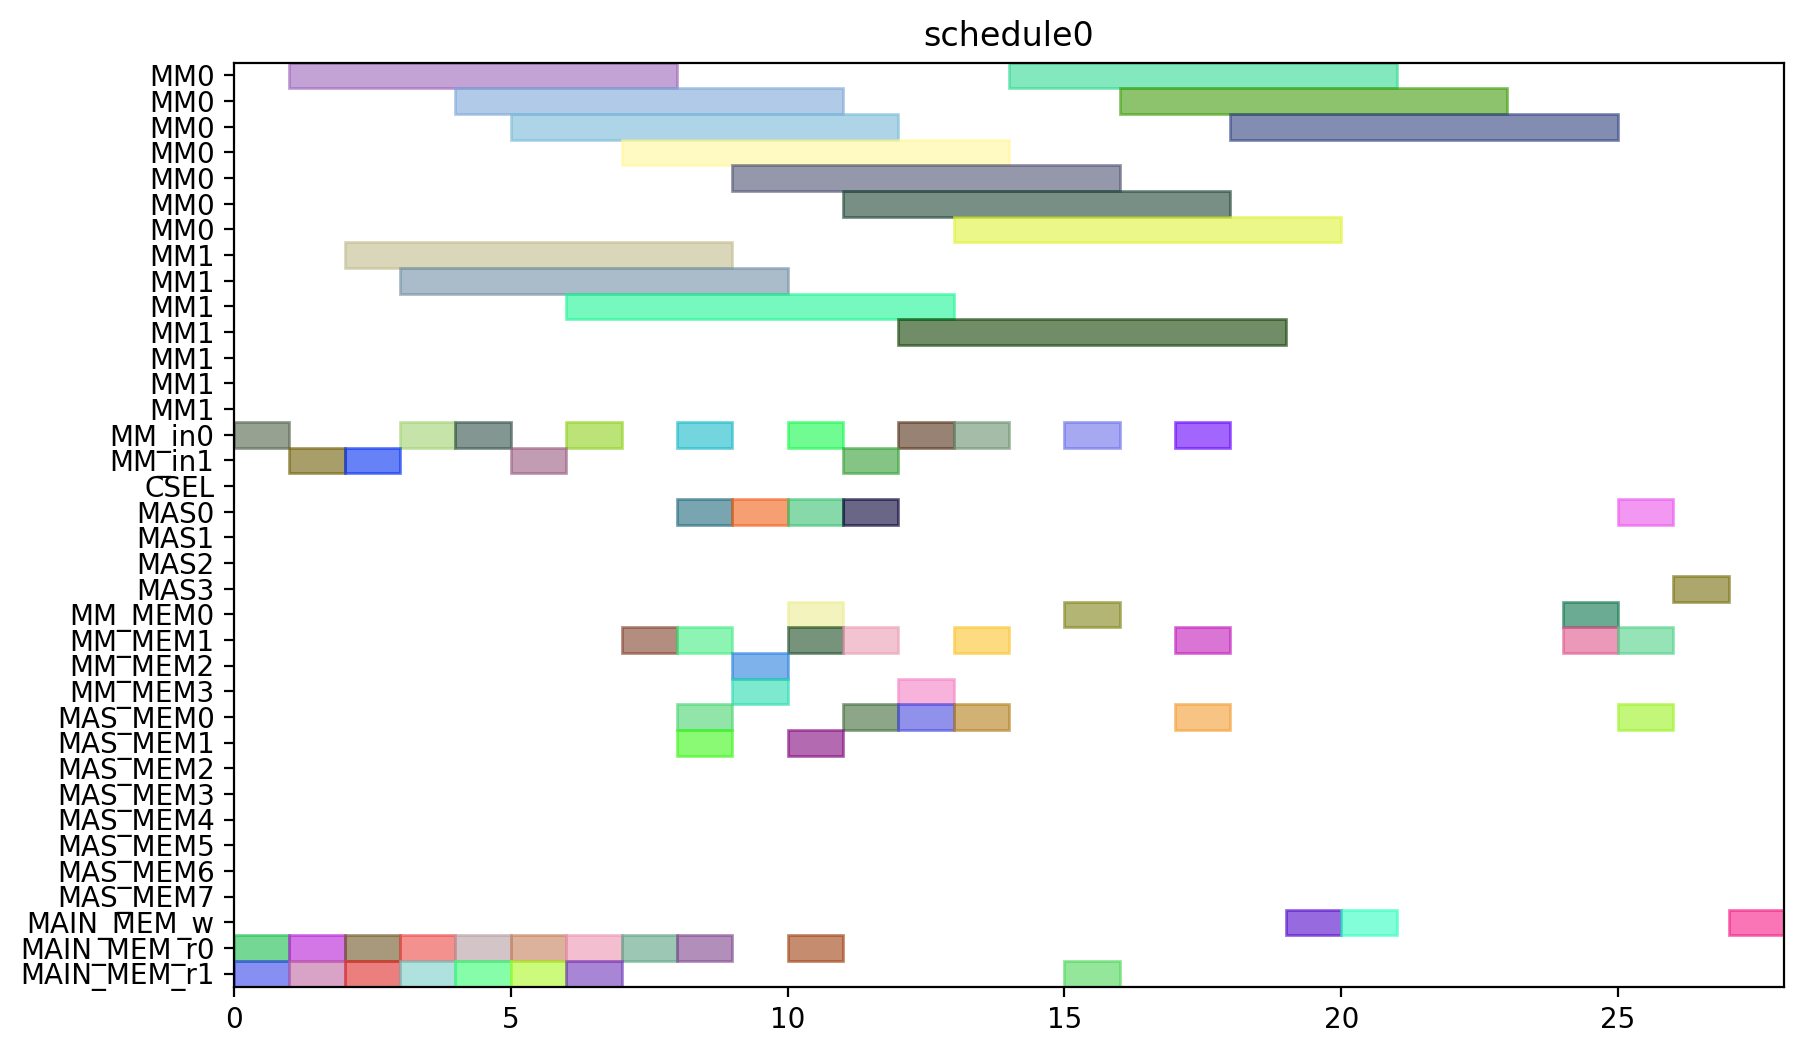 schedule0
MM0
MM0
MM0
MM0
MM0
MM0
MM0
MM1
MM1
MM1
MM1
MM1
MM1
MM1
MM_in0
MM_in1
CSEL
MAS0
MAS1
MAS2
MAS3
MM_MEM0
MM_MEM1
MM_MEM2
MM_MEM3
MAS_MEM0
MAS_MEM1
MAS_MEM2
MAS_MEM3
MAS_MEM4
MAS_MEM5
MAS_MEM6
MAS_MEM7
MAIN_MEM_w
MAIN_MEM_r0
MAIN_MEM_r1
0 5 10 15 20 25